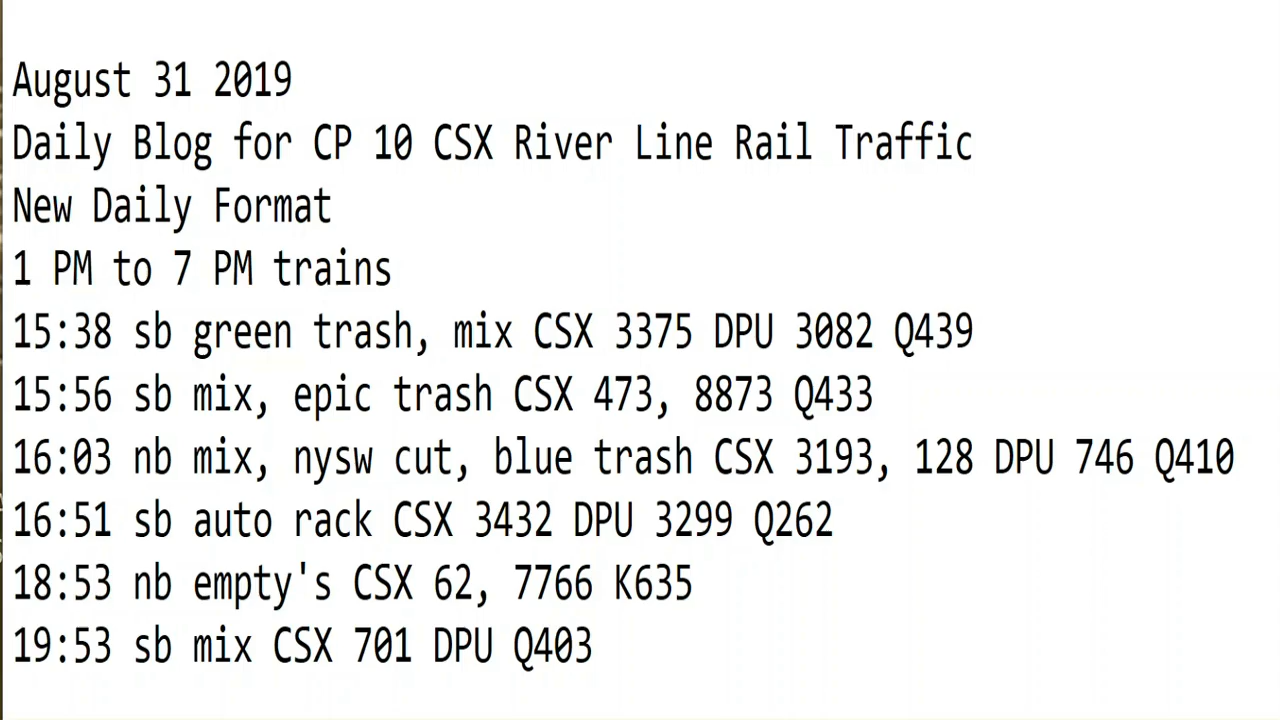 August 31 2019
Daily Blog for CP 10 CSX River Line Rail Traffic
New Daily Format
1 PM to 7 PM trains
15:38 sb green trash, mix CSX 3375 DPU 3082 Q439
15:56 sb mix, epic trash CSX 473, 8873 Q433
16:03 nb mix, nysw cut, blue trash CSX 3193, 128 DPU 746 Q410
16:51 sb auto rack CSX 3432 DPU 3299 Q262
18:53 nb empty's CSX 62, 7766 K635
19:53 sb mix CSX 701 DPU Q403